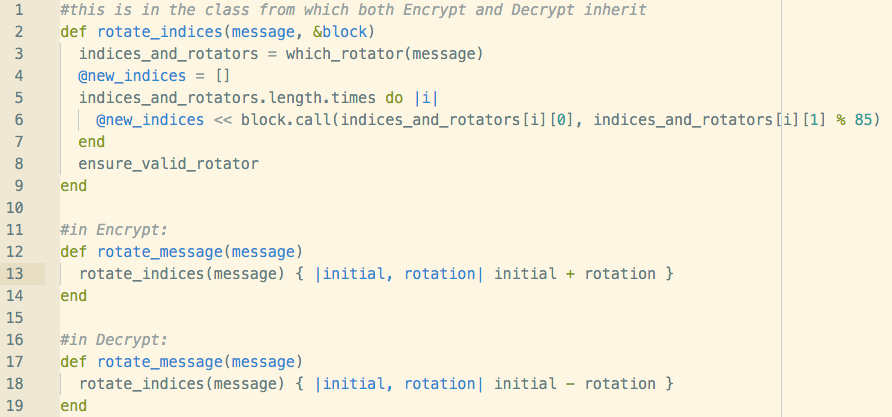 1 #this is in the class from which both Encrypt and Decrypt inherit
2 def rotate_indices(message, &block)
3   indices_and_rotators = which_rotator(message)
4   @new_indices = []
5   indices_and_rotators.length.times do |i|
6     @new_indices << block.call(indices_and_rotators[i][0], indices_and_rotators[i][1] % 85)
7   end
8   ensure_valid_rotator
9 end
10
11 #in Encrypt:
12 def rotate_message(message)
13   rotate_indices(message) { |initial, rotation| initial + rotation }
14 end
15
16 #in Decrypt:
17 def rotate_message(message)
18   rotate_indices(message) { |initial, rotation| initial − rotation }
19 end